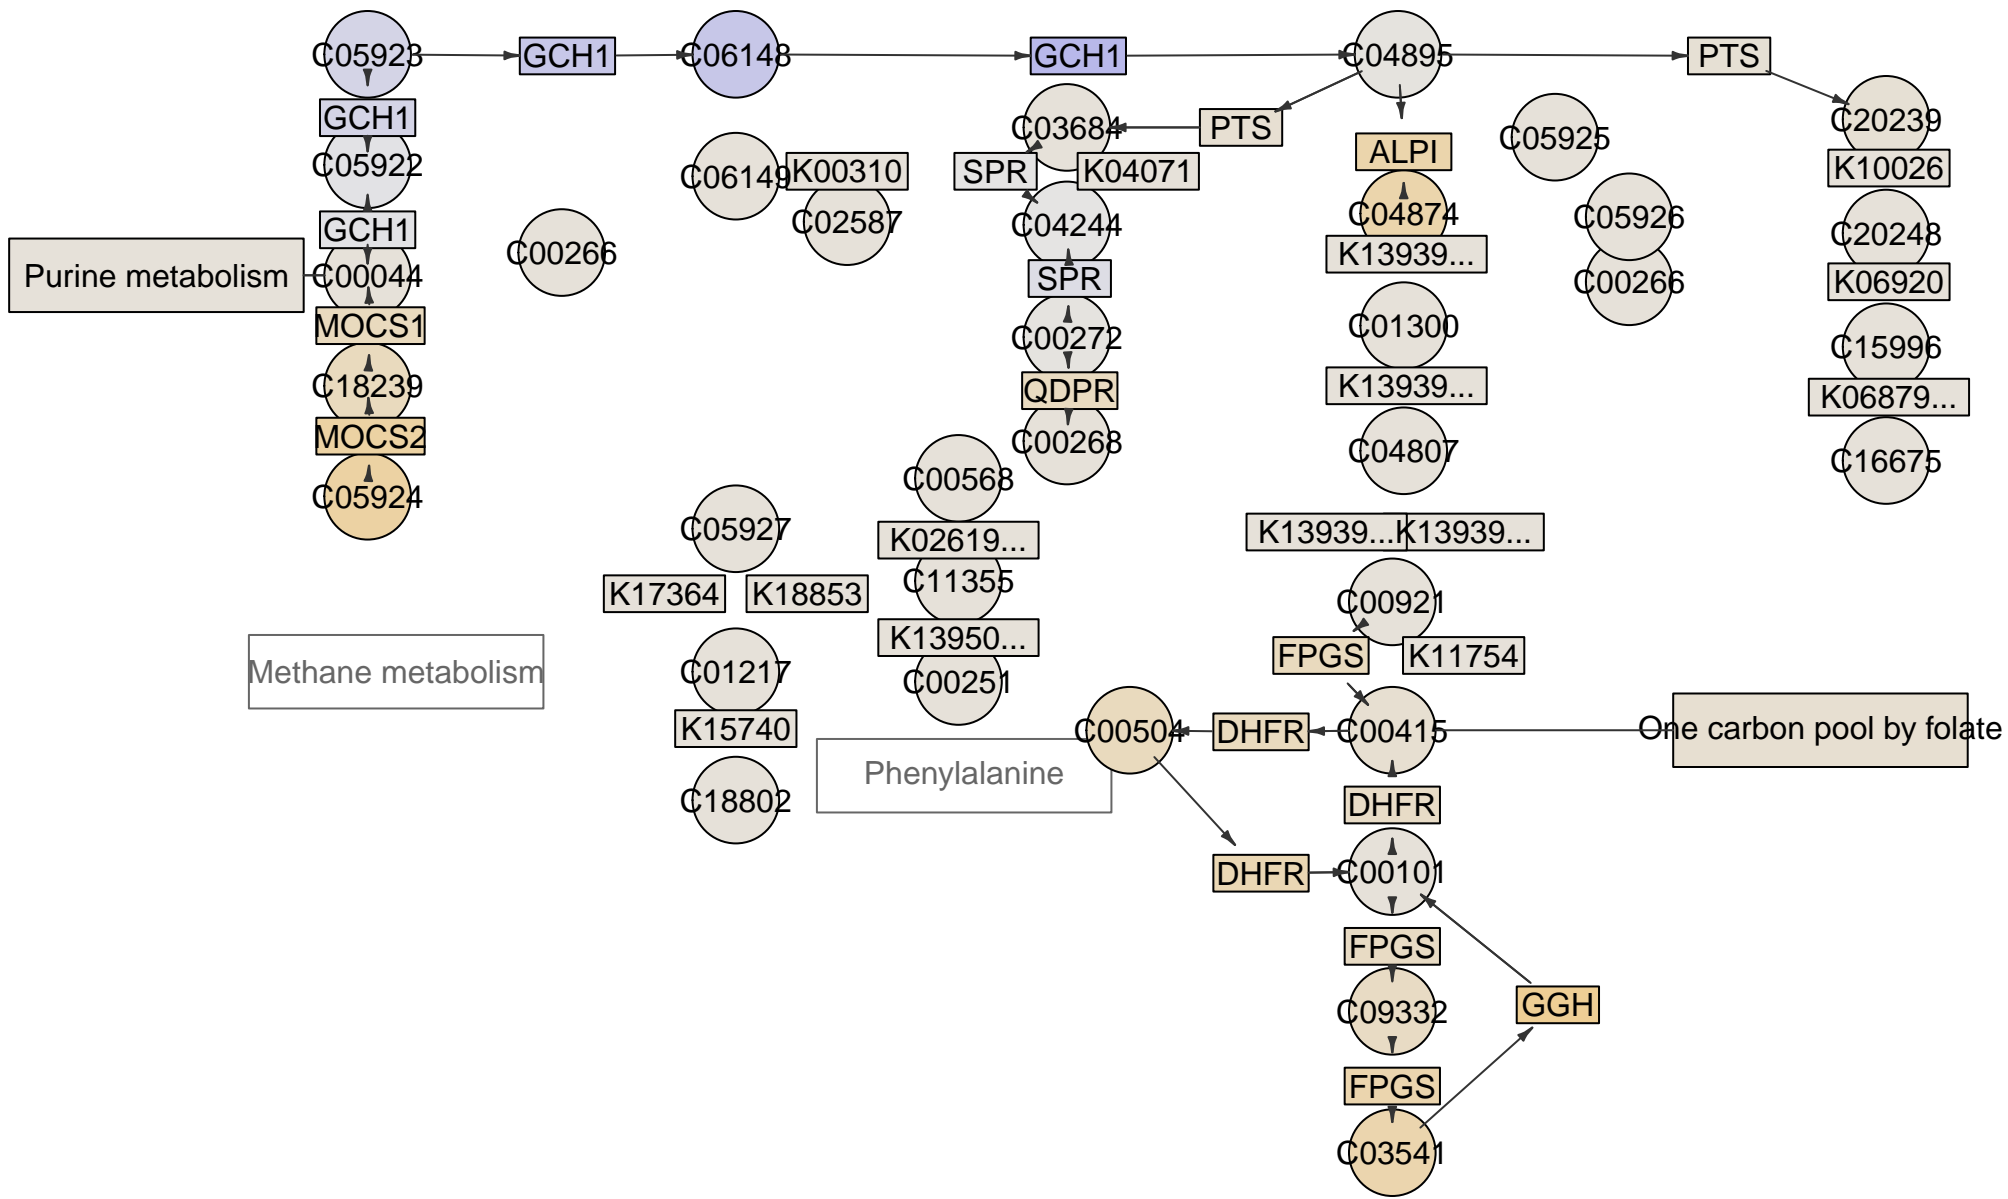 C05923
GCH1
C06148
GCH1
C04895
PTS
GCH1
C03684
PTS
C20239
ALPI
C05925
C05922
C06149
K00310
SPR
K04071
K10026
GCH1
C02587
C04244
C04874
C05926
C20248
C00266
K13939...
Purine metabolism
C00044
SPR
C00266
K06920
MOCS1
C00272
C01300
C15996
C18239
QDPR
K13939...
K06879...
MOCS2
C00268
C04807
C16675
C05924
C00568
C05927
K02619...
K13939...
K13939...
K17364
K18853
C11355
C00921
K13950...
FPGS
K11754
Methane metabolism
C01217
C00251
K15740
C00504
DHFR
C00415
One carbon pool by folate
Phenylalanine
C18802
DHFR
DHFR
C00101
FPGS
C09332
GGH
FPGS
C03541